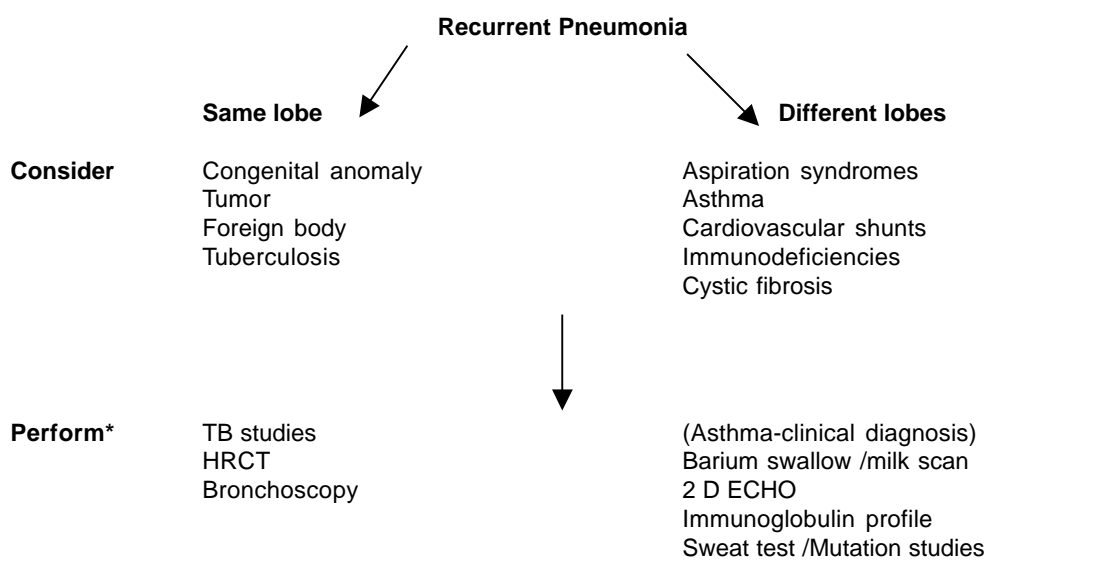 Recurrent Pneumonia
Same lobe
Different lobes
Consider
Congenital anomaly
Tumor
Foreign body
Tuberculosis
Aspiration syndromes
Asthma
Cardiovascular shunts
Immunodeficiencies
Cystic fibrosis
Perform*
TB studies
HRCT
Bronchoscopy
(Asthma-clinical diagnosis)
Barium swallow /milk scan
2 D ECHO
Immunoglobulin profile
Sweat test /Mutation studies